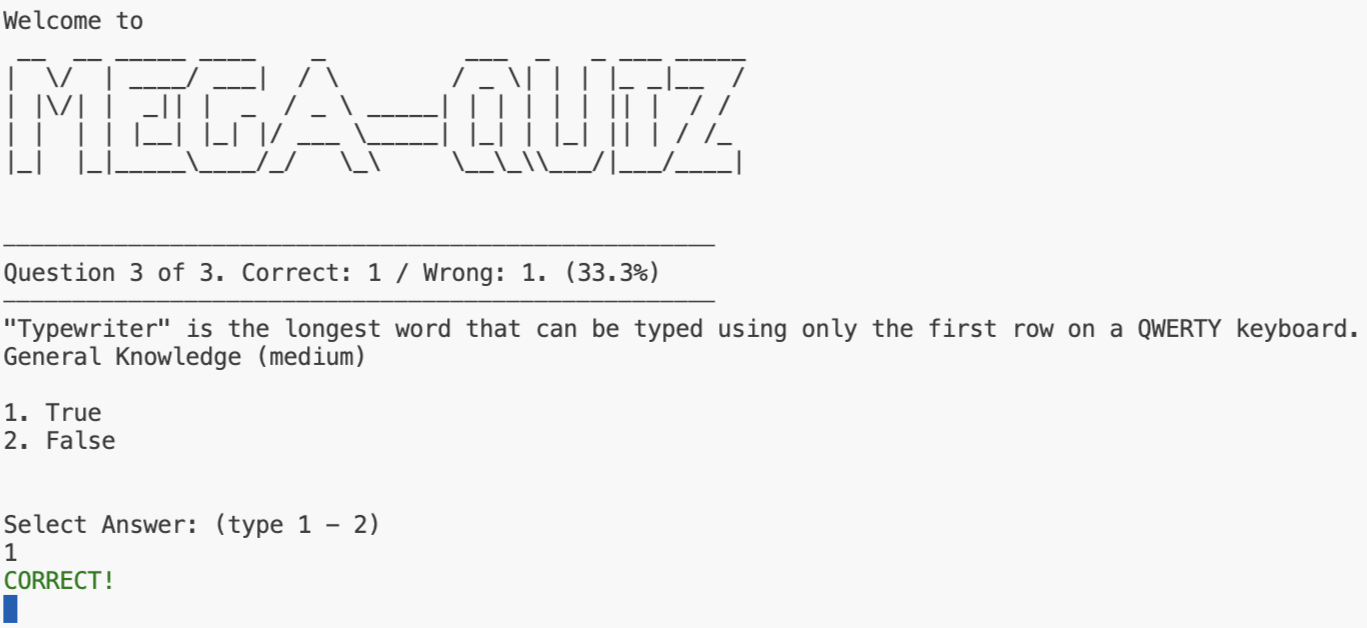 Welcome to
MEGA-QUIZ
Question 3 of 3. Correct: 1 / Wrong: 1. (33.3%)
"Typewriter" is the longest word that can be typed using only the first row on a QWERTY keyboard.
General Knowledge (medium)
1. True
2. False
Select Answer: (type 1 – 2)
1
CORRECT!